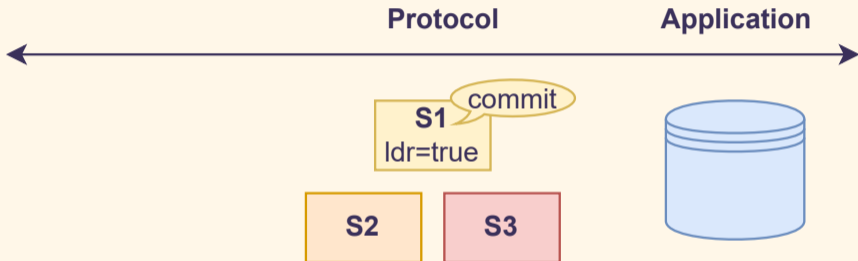 Protocol
Application
commit
S1
ldr=true
S2
S3